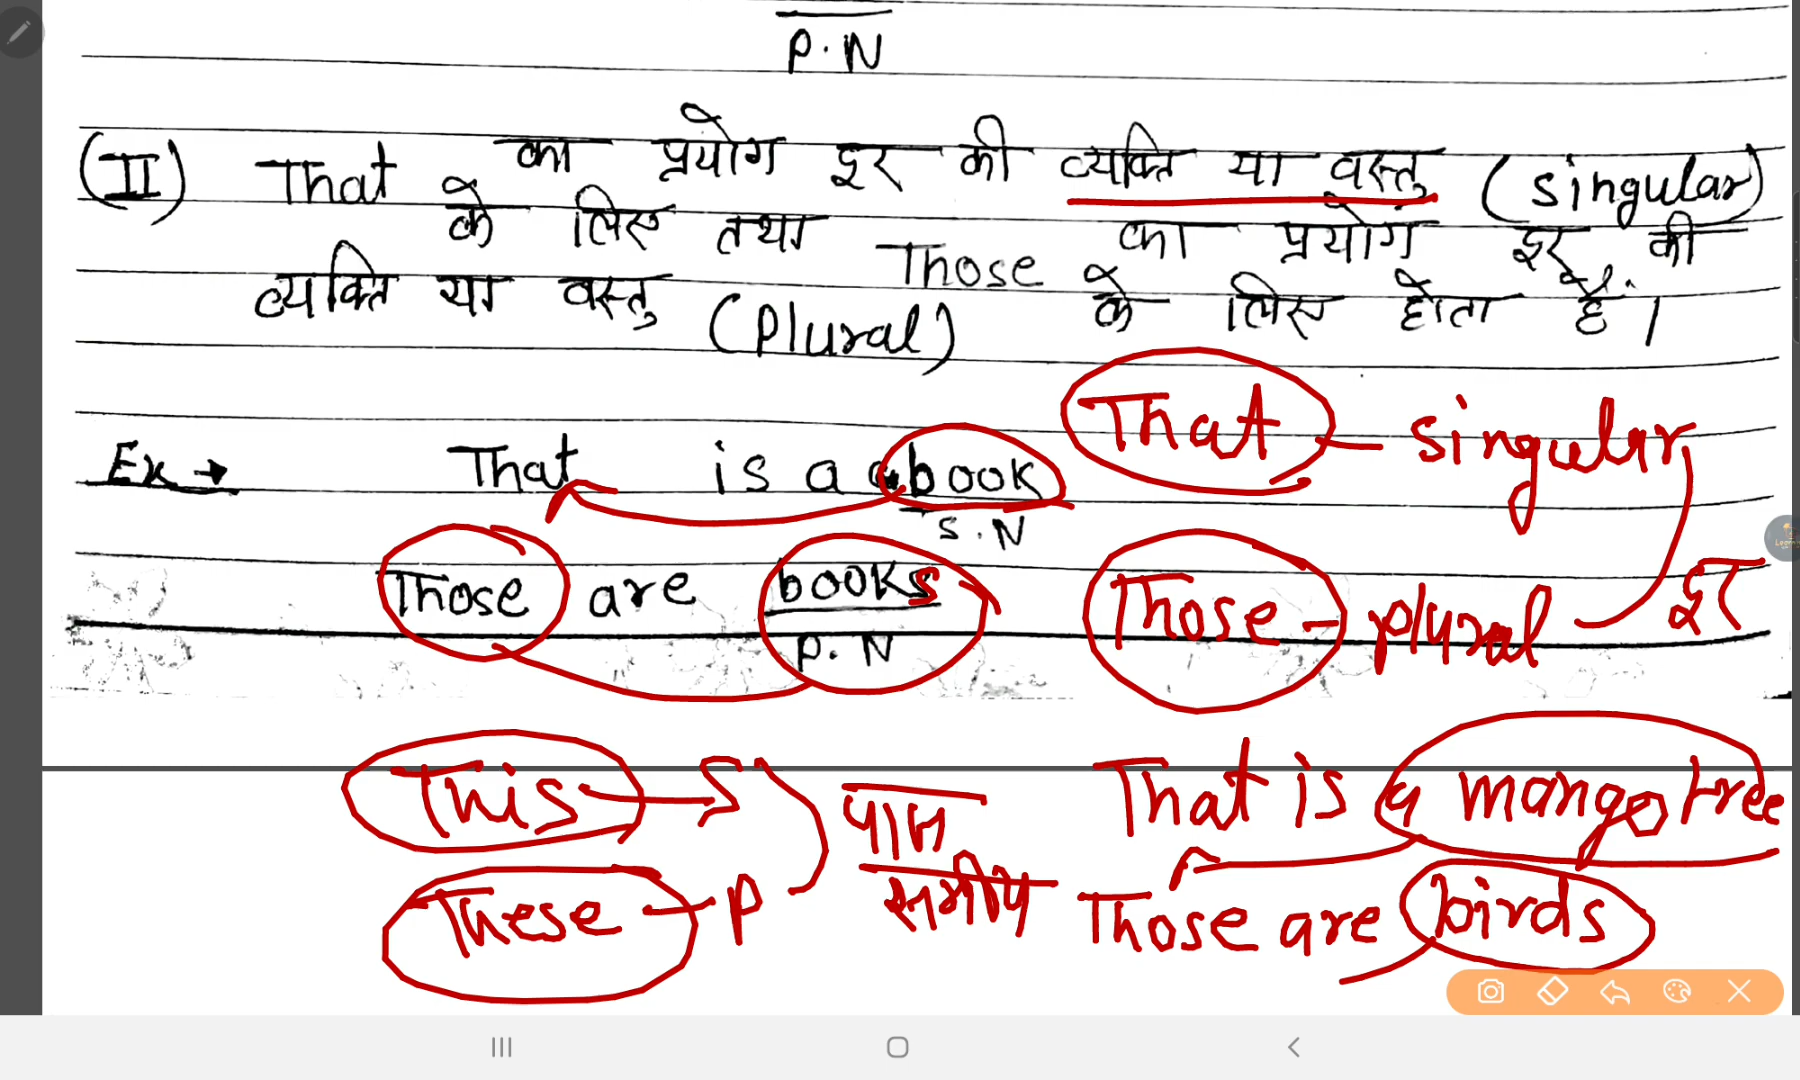 P.N
(II) That का प्रयोग दूर की व्यक्ति या वस्तु (singular)
के लिए तथा Those का प्रयोग दूर की
व्यक्ति या वस्तु (Plural) के लिए होता हैं।
That - singular
Ex → That is a book
S.N
Those are books
P.N
Those - plural
दूर
This - S
These - P
पास
समीप
That is a mango tree
Those are birds